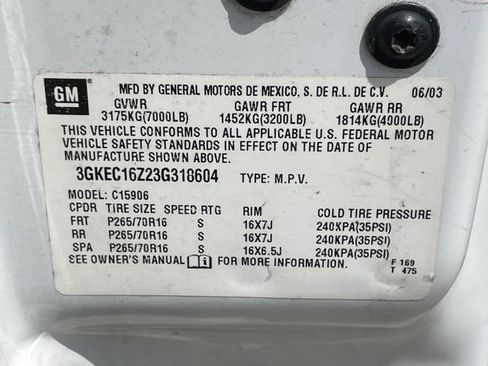 GM
MFD BY GENERAL MOTORS DE MEXICO, S. DE R.L. DE C.V. 06/03
GVWR GAWR FRT GAWR RR
3175KG(7000LB) 1452KG(3200LB) 1814KG(4000LB)
THIS VEHICLE CONFORMS TO ALL APPLICABLE U.S. FEDERAL MOTOR
VEHICLE SAFETY STANDARDS IN EFFECT ON THE DATE OF
MANUFACTURE SHOWN ABOVE.
3GKEC16Z23G318604 TYPE: M.P.V.
MODEL: C15906
CPDR TIRE SIZE SPEED RTG RIM COLD TIRE PRESSURE
FRT P265/70R16 S 16X7J 240KPA(35PSI)
RR P265/70R16 S 16X7J 240KPA(35PSI)
SPA P265/70R16 S 16X6.5J 240KPA(35PSI)
SEE OWNER'S MANUAL FOR MORE INFORMATION. F 169
T 475